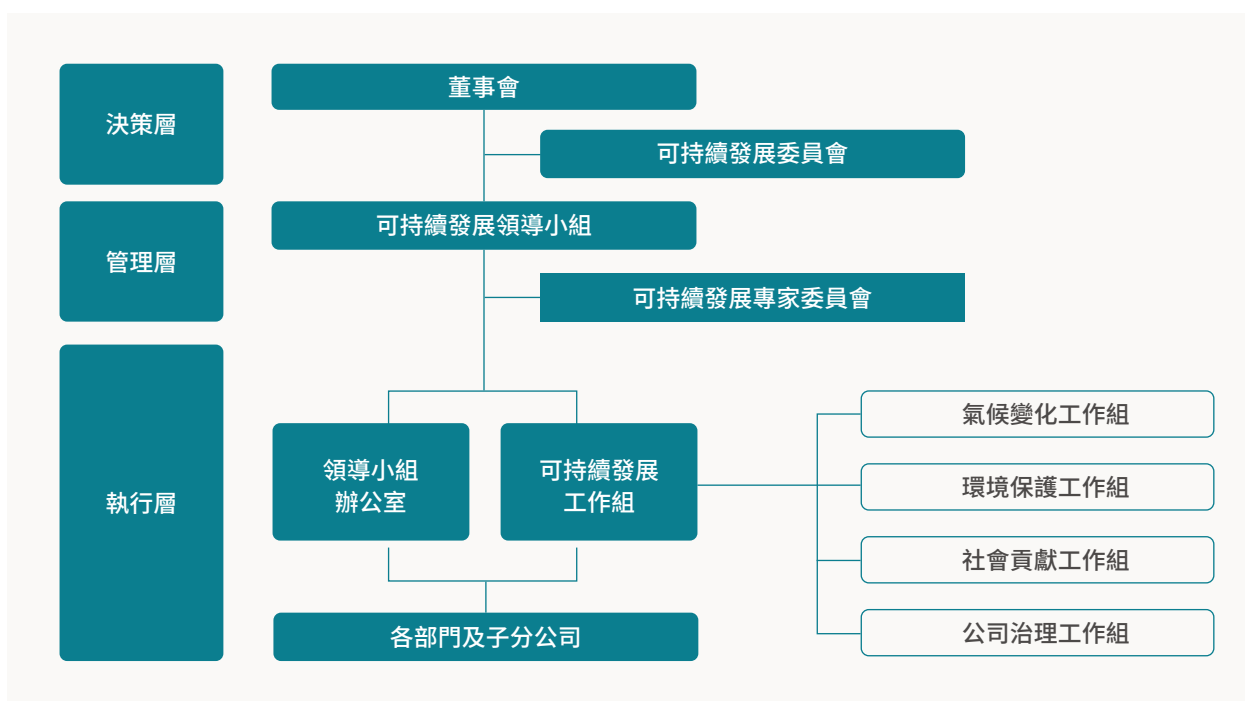 決策層
董事會
可持續發展委員會
管理層
可持續發展領導小組
可持續發展專家委員會
執行層
領導小組
辦公室
可持續發展
工作組
氣候變化工作組
環境保護工作組
社會貢獻工作組
公司治理工作組
各部門及子分公司